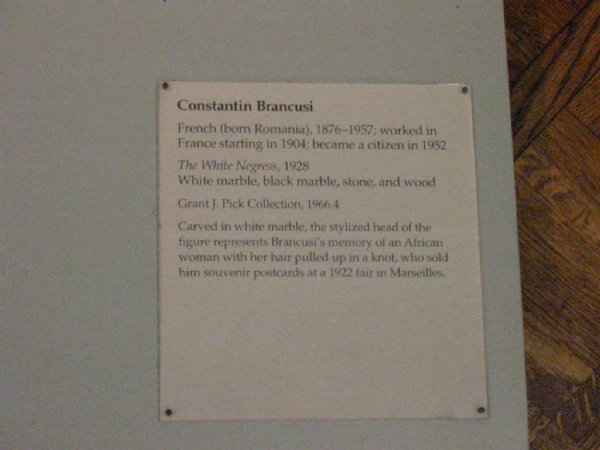 Constantin Brancusi
French (born Romania), 1876–1957; worked in
France starting in 1904; became a citizen in 1952
The White Negress, 1928
White marble, black marble, stone, and wood
Grant J. Pick Collection, 1966.4
Carved in white marble, the stylized head of the
figure represents Brancusi's memory of an African
woman with her hair pulled up in a knot, who sold
him souvenir postcards at a 1922 fair in Marseilles.